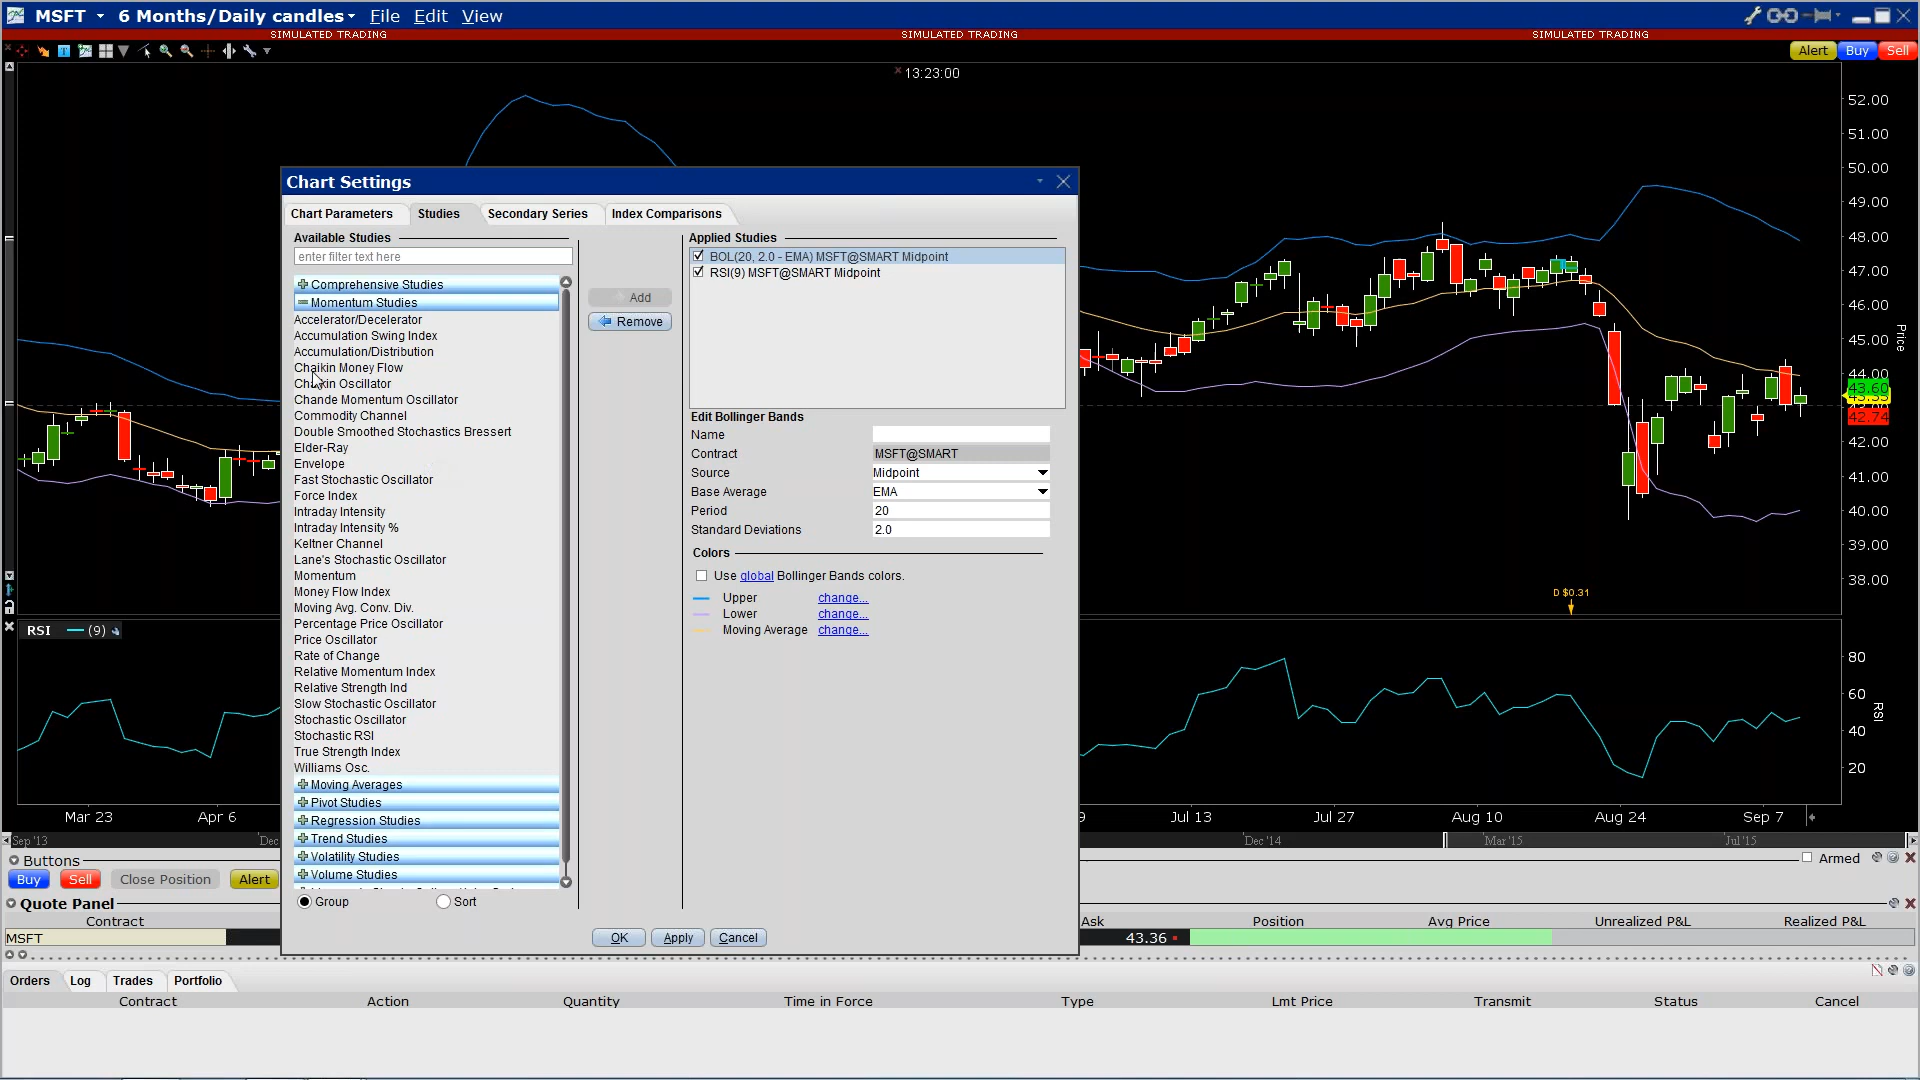 MSFT 6 Months/Daily candles File Edit View
SIMULATED TRADING SIMULATED TRADING SIMULATED TRADING
Alert Buy Sell
13:23:00
52.00
51.00
50.00
49.00
48.00
47.00
46.00
45.00
44.00
43.60
42.74
42.00
41.00
40.00
39.00
38.00
Price
D $0.31
Chart Settings
Chart Parameters Studies Secondary Series Index Comparisons
Available Studies
enter filter text here
Comprehensive Studies
Momentum Studies
Accelerator/Decelerator
Accumulation Swing Index
Accumulation/Distribution
Chaikin Money Flow
Chaikin Oscillator
Chande Momentum Oscillator
Commodity Channel
Double Smoothed Stochastics Bressert
Elder-Ray
Envelope
Fast Stochastic Oscillator
Force Index
Intraday Intensity
Intraday Intensity %
Keltner Channel
Lane's Stochastic Oscillator
Momentum
Money Flow Index
Moving Avg. Conv. Div.
Percentage Price Oscillator
Price Oscillator
Rate of Change
Relative Momentum Index
Relative Strength Ind
Slow Stochastic Oscillator
Stochastic Oscillator
Stochastic RSI
True Strength Index
Williams Osc.
Moving Averages
Pivot Studies
Regression Studies
Trend Studies
Volatility Studies
Volume Studies
Group Sort
Add
Remove
Applied Studies
BOL(20, 2.0 - EMA) MSFT@SMART Midpoint
RSI(9) MSFT@SMART Midpoint
Edit Bollinger Bands
Name
Contract MSFT@SMART
Source Midpoint
Base Average EMA
Period 20
Standard Deviations 2.0
Colors
Use global Bollinger Bands colors.
Upper change...
Lower change...
Moving Average change...
OK Apply Cancel
RSI (9)
80
60
40
20
RSI
Mar 23 Apr 6 9 Jul 13 Jul 27 Aug 10 Aug 24 Sep 7
Sep '13 Dec Dec '14 Mar '15 Jul '15
Buttons Armed
Buy Sell Close Position Alert
Quote Panel
Contract Ask Position Avg Price Unrealized P&L Realized P&L
MSFT 43.36
Orders Log Trades Portfolio
Contract Action Quantity Time in Force Type Lmt Price Transmit Status Cancel